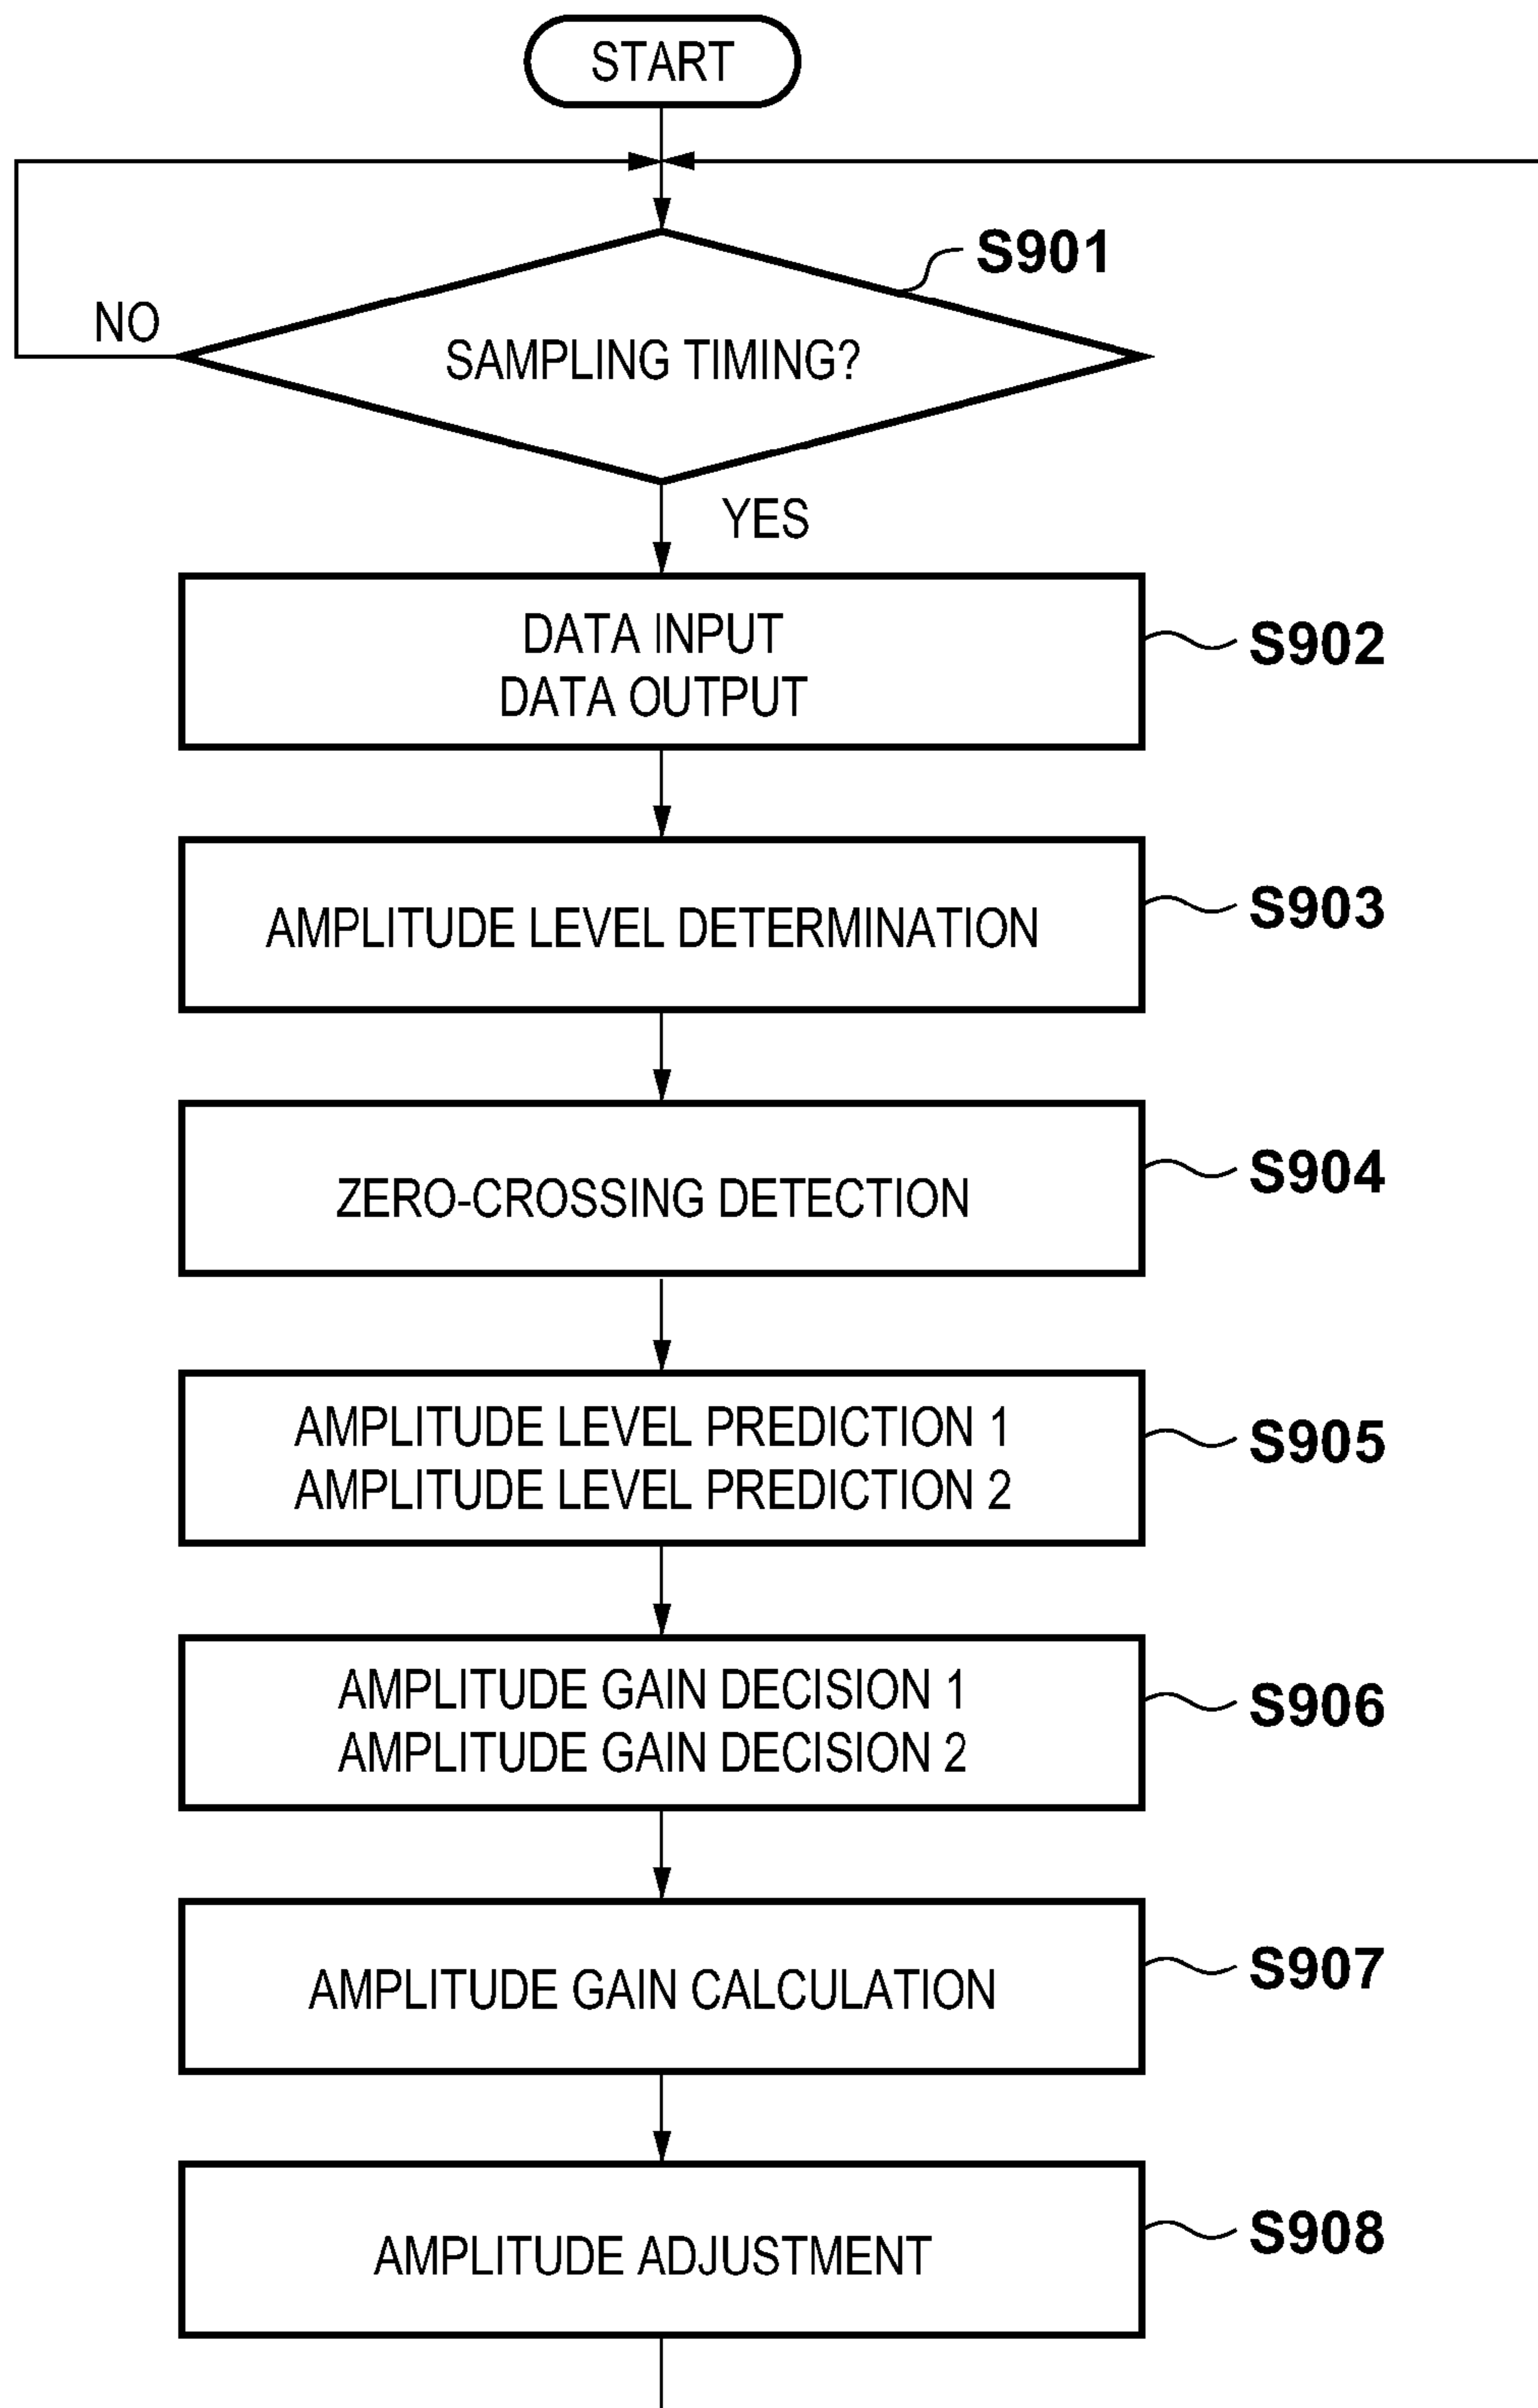 START
S901
NO
SAMPLING TIMING?
YES
DATA INPUT
DATA OUTPUT
S902
AMPLITUDE LEVEL DETERMINATION
S903
ZERO-CROSSING DETECTION
S904
AMPLITUDE LEVEL PREDICTION 1
AMPLITUDE LEVEL PREDICTION 2
S905
AMPLITUDE GAIN DECISION 1
AMPLITUDE GAIN DECISION 2
S906
AMPLITUDE GAIN CALCULATION
S907
AMPLITUDE ADJUSTMENT
S908